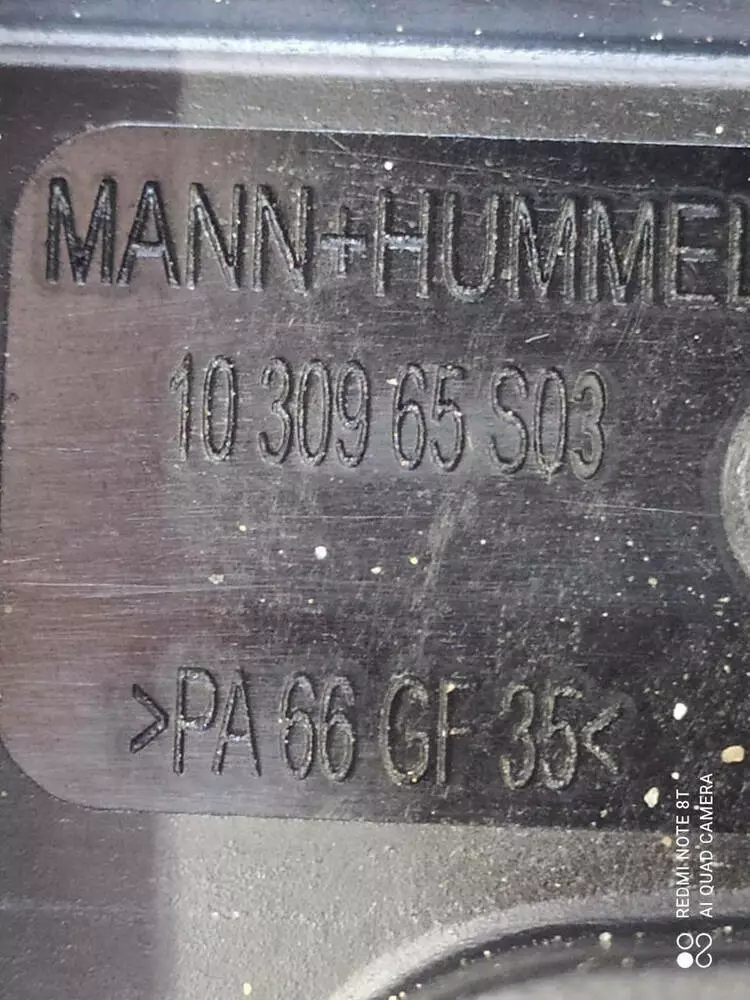 MANN+HUMMEL
10 309 65 S03
>PA 66 GF 35<
REDMI NOTE 8T
AI QUAD CAMERA